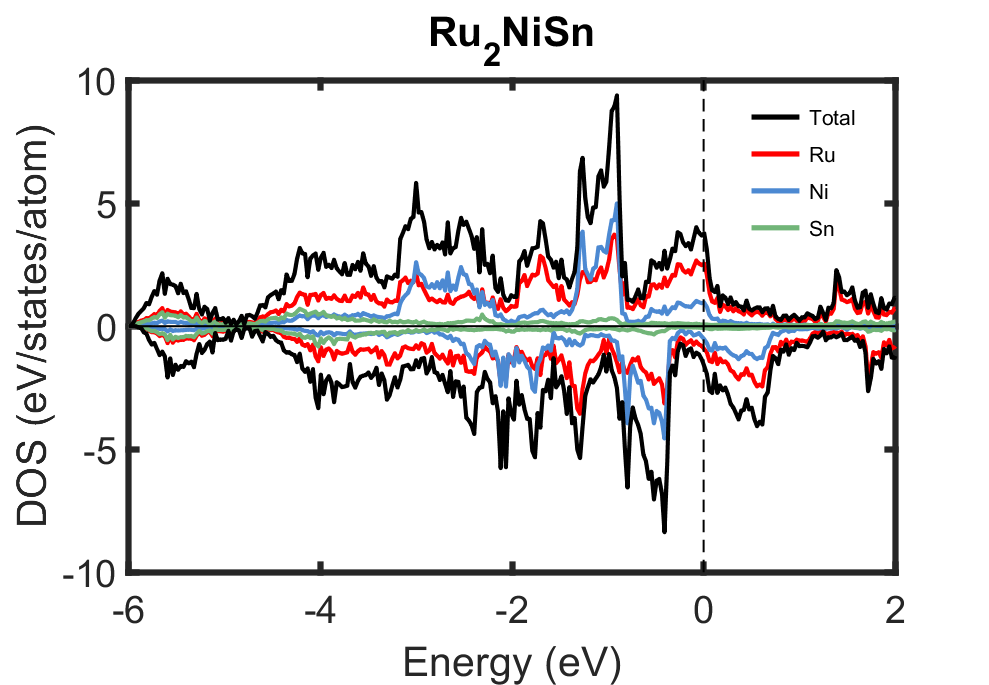 Ru2NiSn
DOS (eV/states/atom)
10
5
0
-5
-10
-6 -4 -2 0 2
Energy (eV)
Total
Ru
Ni
Sn